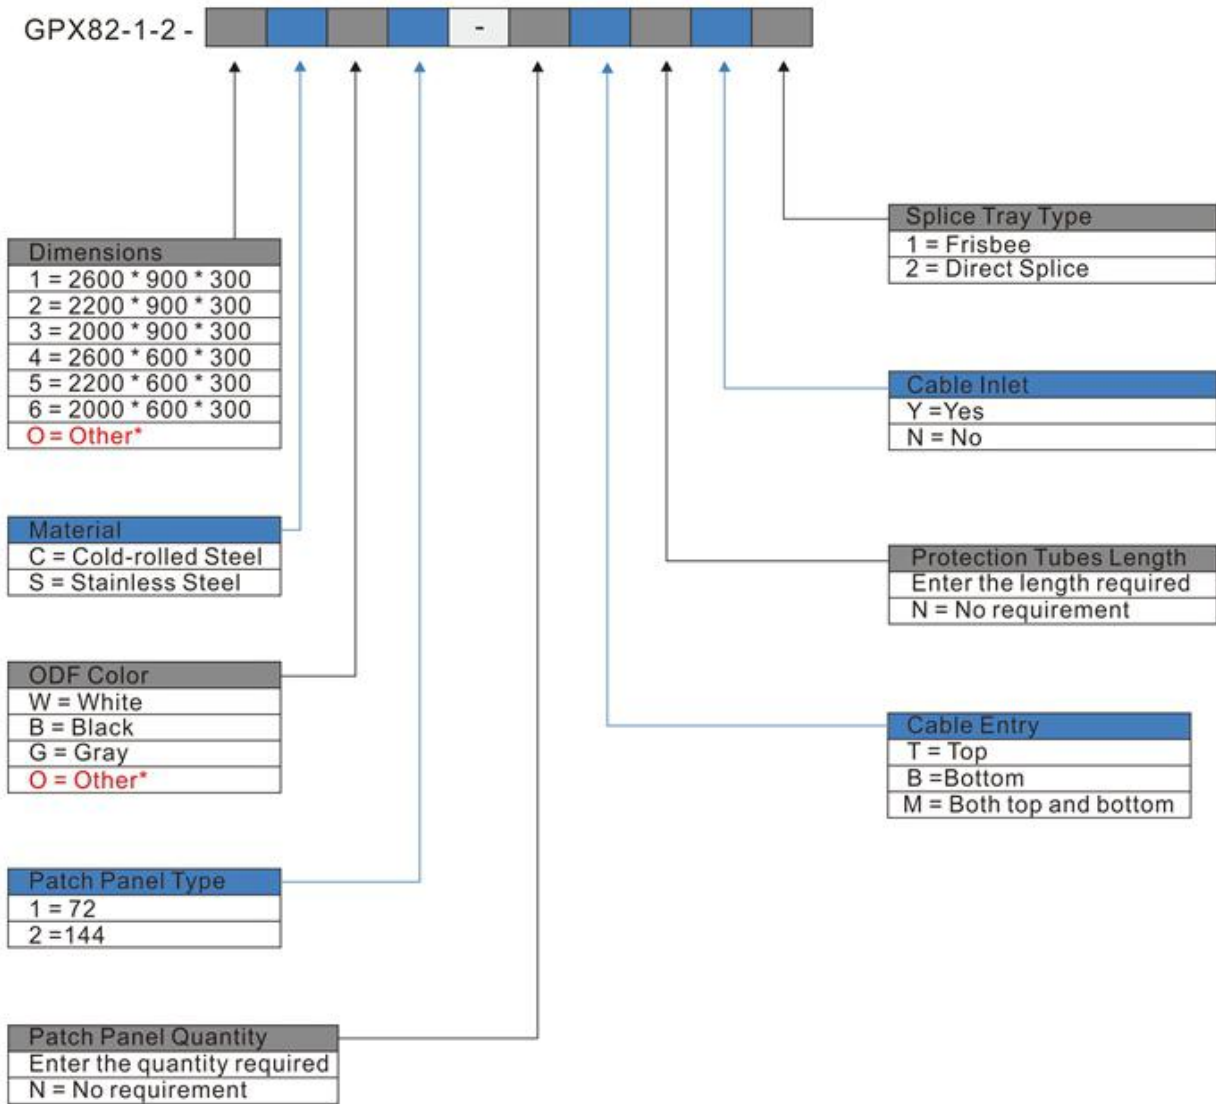 GPX82-1-2 -
-
Dimensions
1 = 2600 * 900 * 300
2 = 2200 * 900 * 300
3 = 2000 * 900 * 300
4 = 2600 * 600 * 300
5 = 2200 * 600 * 300
6 = 2000 * 600 * 300
O = Other*
Material
C = Cold-rolled Steel
S = Stainless Steel
ODF Color
W = White
B = Black
G = Gray
O = Other*
Patch Panel Type
1 = 72
2 =144
Patch Panel Quantity
Enter the quantity required
N = No requirement
Splice Tray Type
1 = Frisbee
2 = Direct Splice
Cable Inlet
Y =Yes
N = No
Protection Tubes Length
Enter the length required
N = No requirement
Cable Entry
T = Top
B =Bottom
M = Both top and bottom